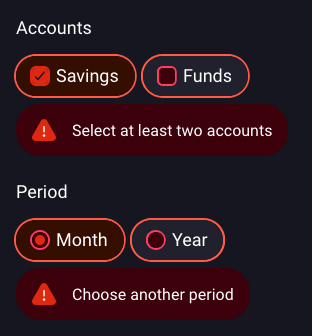 Accounts
Savings Funds
Select at least two accounts
Period
Month Year
Choose another period